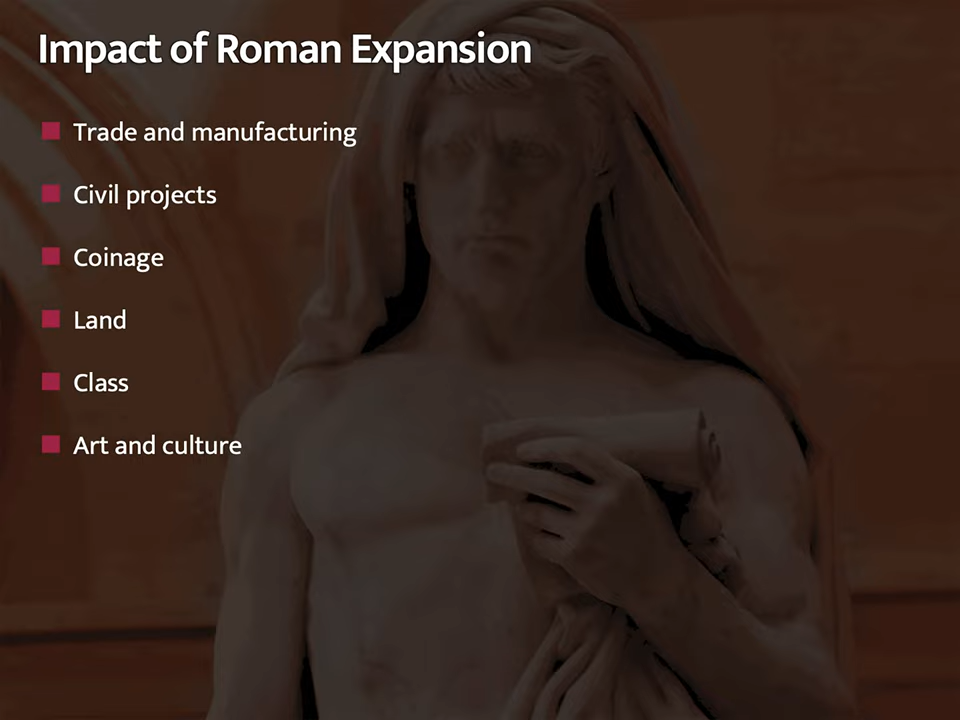 Impact of Roman Expansion
Trade and manufacturing
Civil projects
Coinage
Land
Class
Art and culture